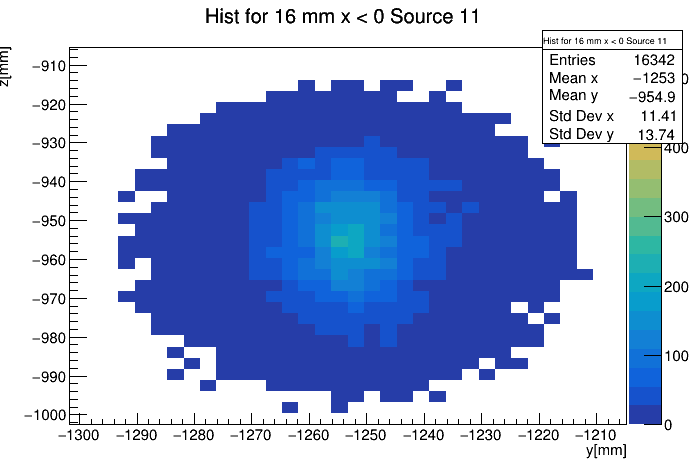 Hist for 16 mm x < 0 Source 11
Hist for 16 mm x < 0 Source 11
Entries 16342
Mean x −1253
Mean y −954.9
Std Dev x 11.41
Std Dev y 13.74
z[mm]
−910
−920
−930
−940
−950
−960
−970
−980
−990
−1000
−1300 −1290 −1280 −1270 −1260 −1250 −1240 −1230 −1220 −1210
y[mm]
0
400
300
200
100
0